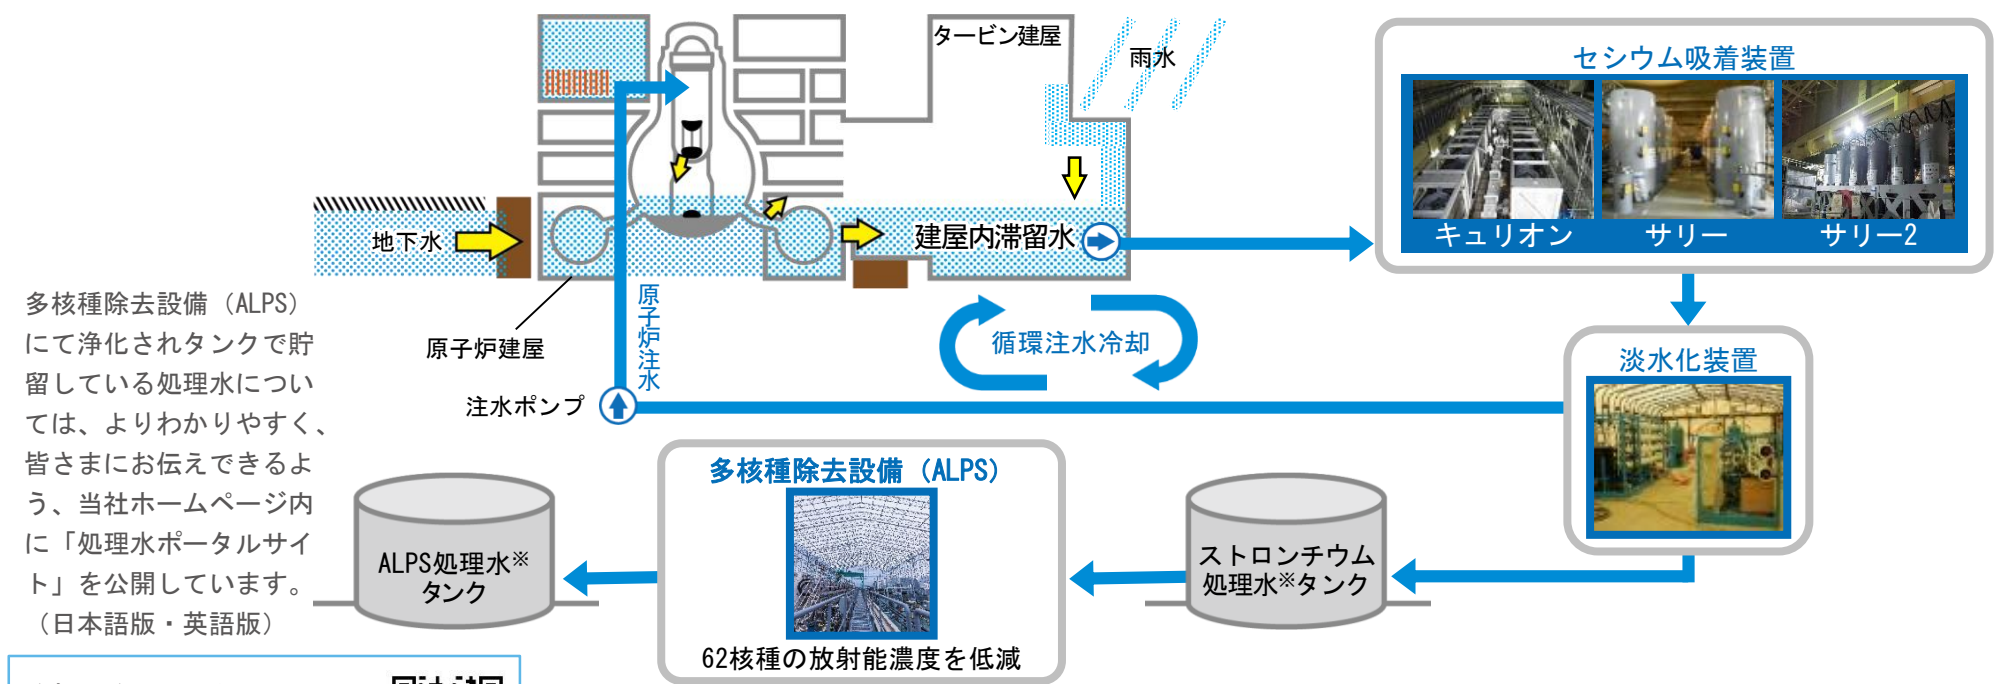 タービン建屋
雨水
セシウム吸着装置
キュリオン
サリー
サリー2
地下水
建屋内滞留水
原子炉建屋
原子炉注水
循環注水冷却
注水ポンプ
淡水化装置
多核種除去設備（ALPS）
にて浄化されタンクで貯
留している処理水につい
ては、よりわかりやすく、
皆さまにお伝えできるよ
う、当社ホームページ内
に「処理水ポータルサイ
ト」を公開しています。
（日本語版・英語版）
ALPS処理水※
タンク
多核種除去設備（ALPS）
62核種の放射能濃度を低減
ストロンチウム
処理水※タンク